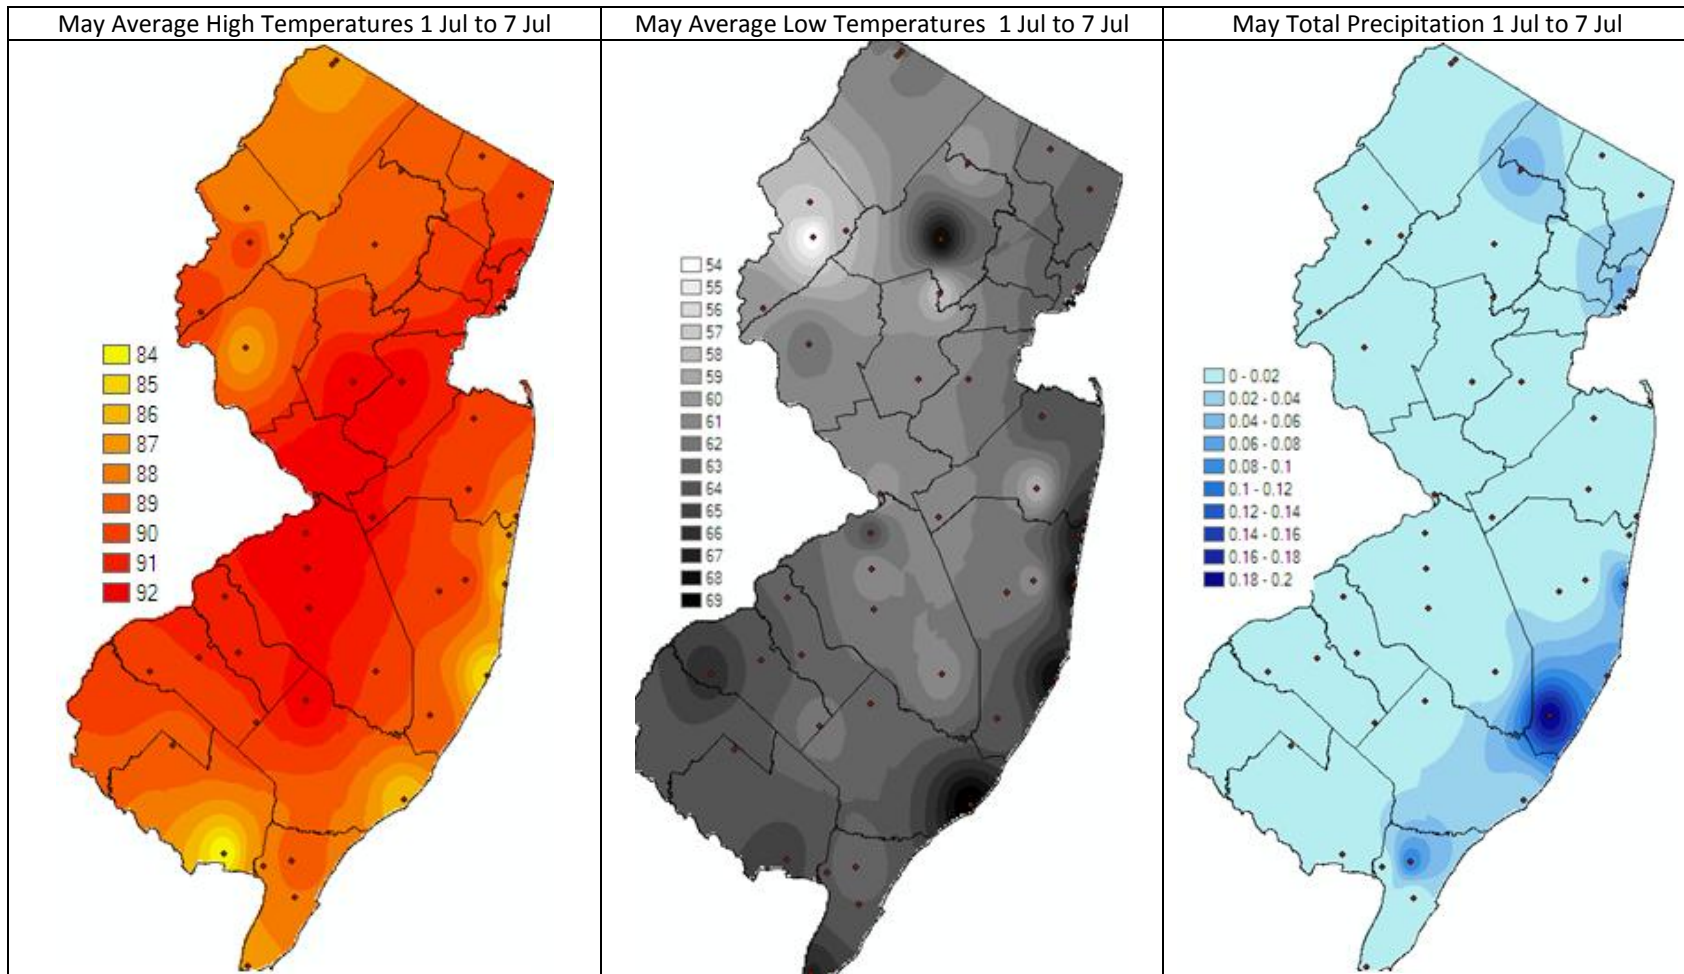 May Average High Temperatures 1 Jul to 7 Jul
May Average Low Temperatures 1 Jul to 7 Jul
May Total Precipitation 1 Jul to 7 Jul
84
85
86
87
88
89
90
91
92
54
55
56
57
58
59
60
61
62
63
64
65
66
67
68
69
0 - 0.02
0.02 - 0.04
0.04 - 0.06
0.06 - 0.08
0.08 - 0.1
0.1 - 0.12
0.12 - 0.14
0.14 - 0.16
0.16 - 0.18
0.18 - 0.2